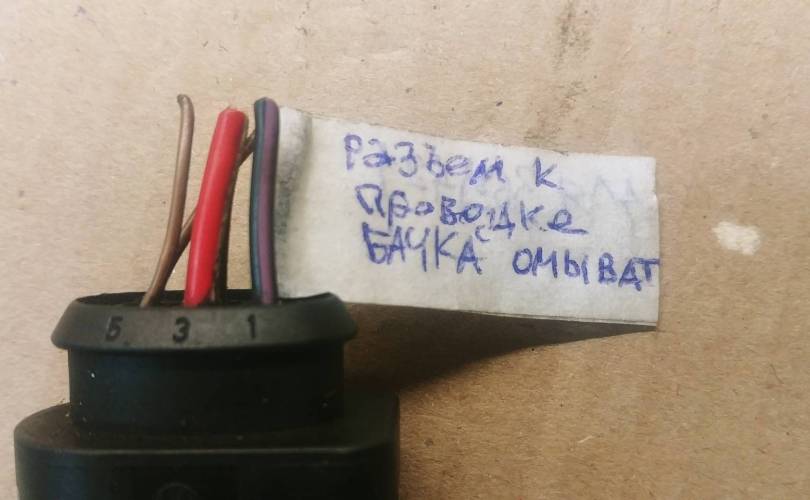 разъем к
проводке
БАЧКА ОМЫВАТ
5 3 1